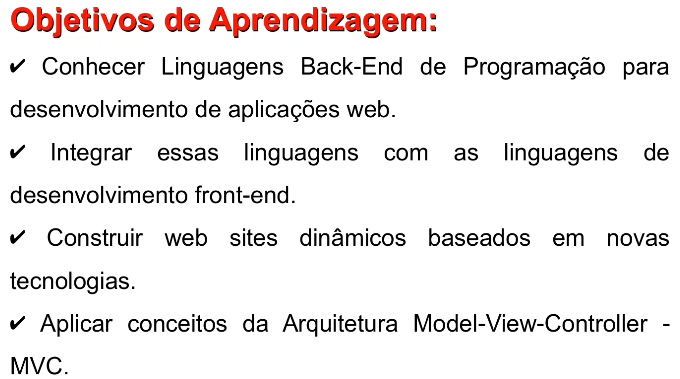 Objetivos de Aprendizagem:
✔ Conhecer Linguagens Back-End de Programação para
desenvolvimento de aplicações web.
✔ Integrar essas linguagens com as linguagens de
desenvolvimento front-end.
✔ Construir web sites dinâmicos baseados em novas
tecnologias.
✔ Aplicar conceitos da Arquitetura Model-View-Controller -
MVC.